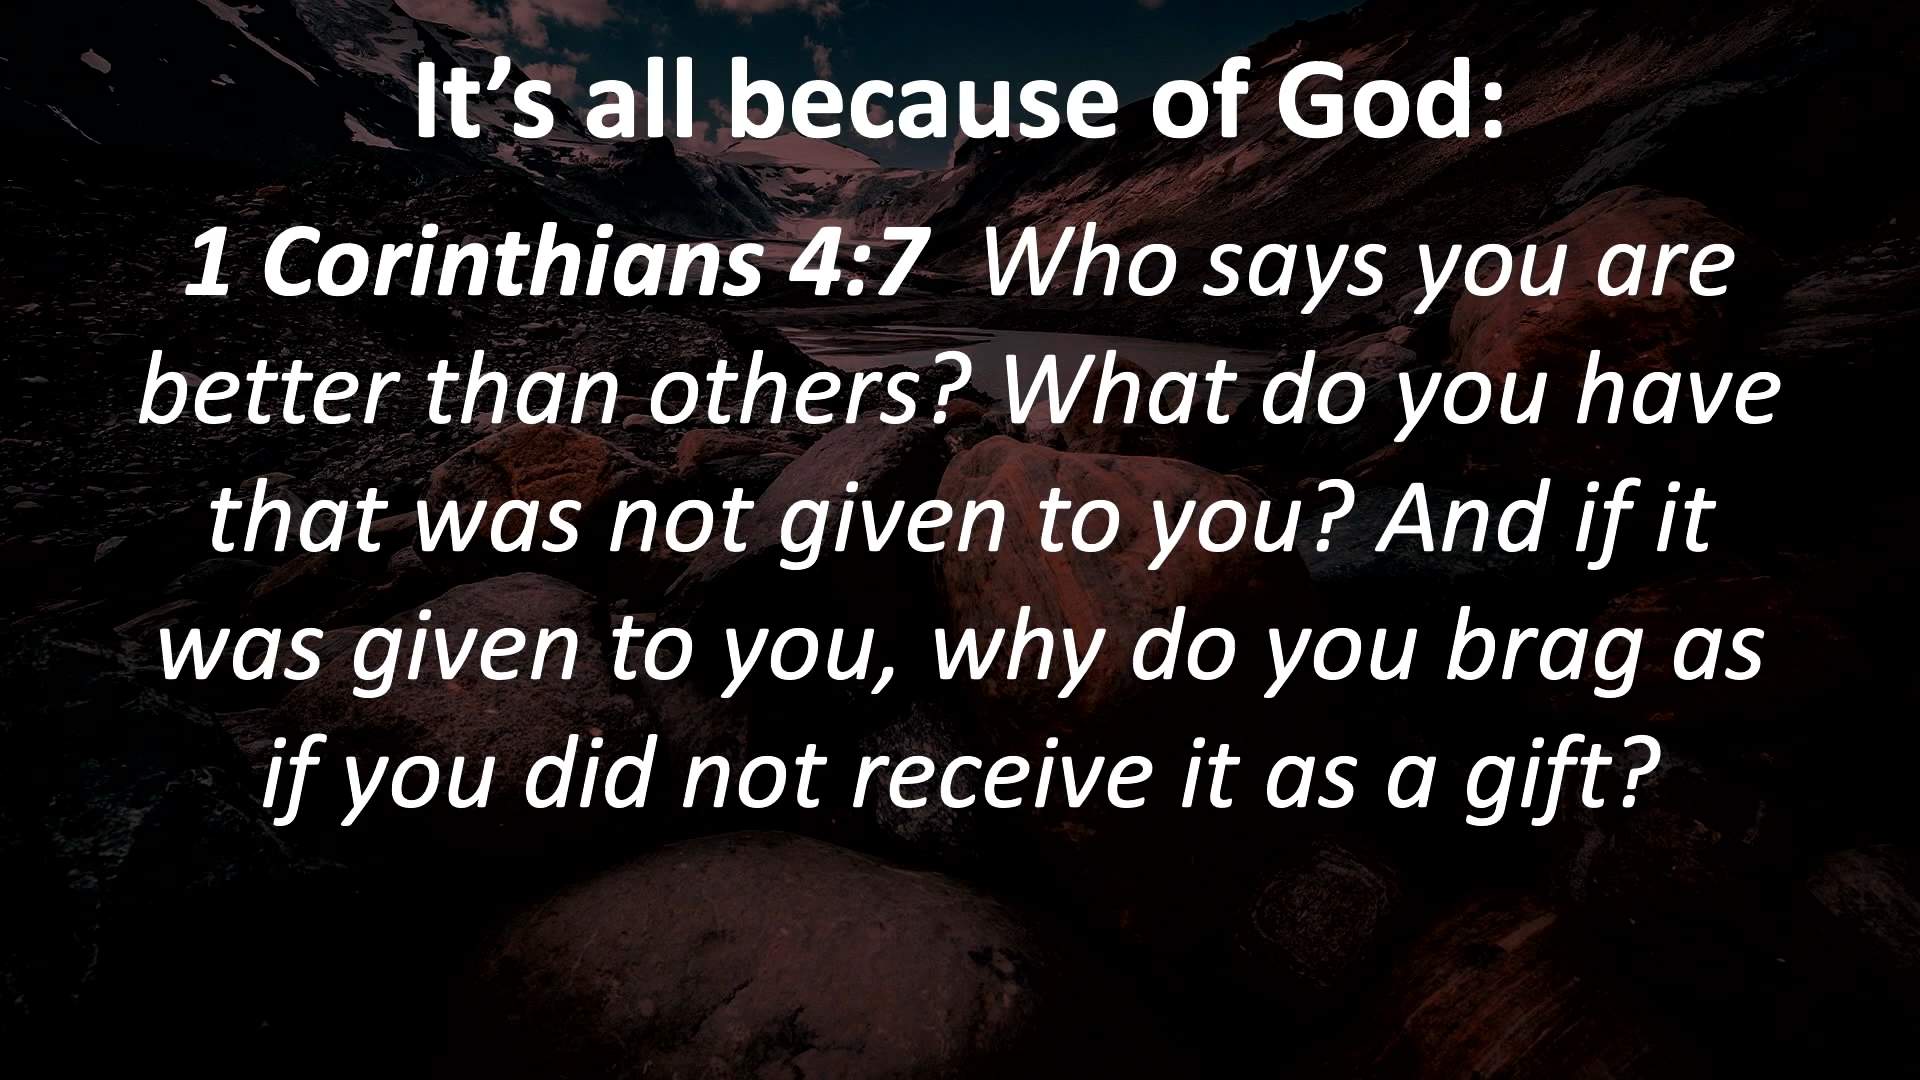 It’s all because of God:
1 Corinthians 4:7  Who says you are
better than others? What do you have
that was not given to you? And if it
was given to you, why do you brag as
if you did not receive it as a gift?